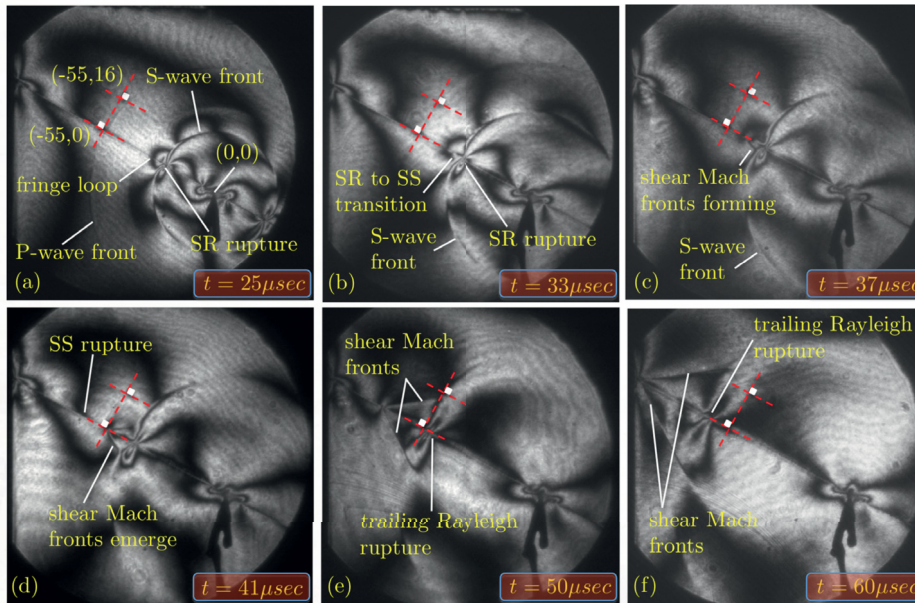 (-55,16)
S-wave front
(-55,0)
(0,0)
fringe loop
SR rupture
P-wave front
(a)
t = 25μsec
SR to SS
transition
S-wave
front
SR rupture
(b)
t = 33μsec
shear Mach
fronts forming
S-wave
front
(c)
t = 37μsec
SS rupture
shear Mach
fronts emerge
(d)
t = 41μsec
shear Mach
fronts
trailing Rayleigh
rupture
(e)
t = 50μsec
trailing Rayleigh
rupture
shear Mach
fronts
(f)
t = 60μsec